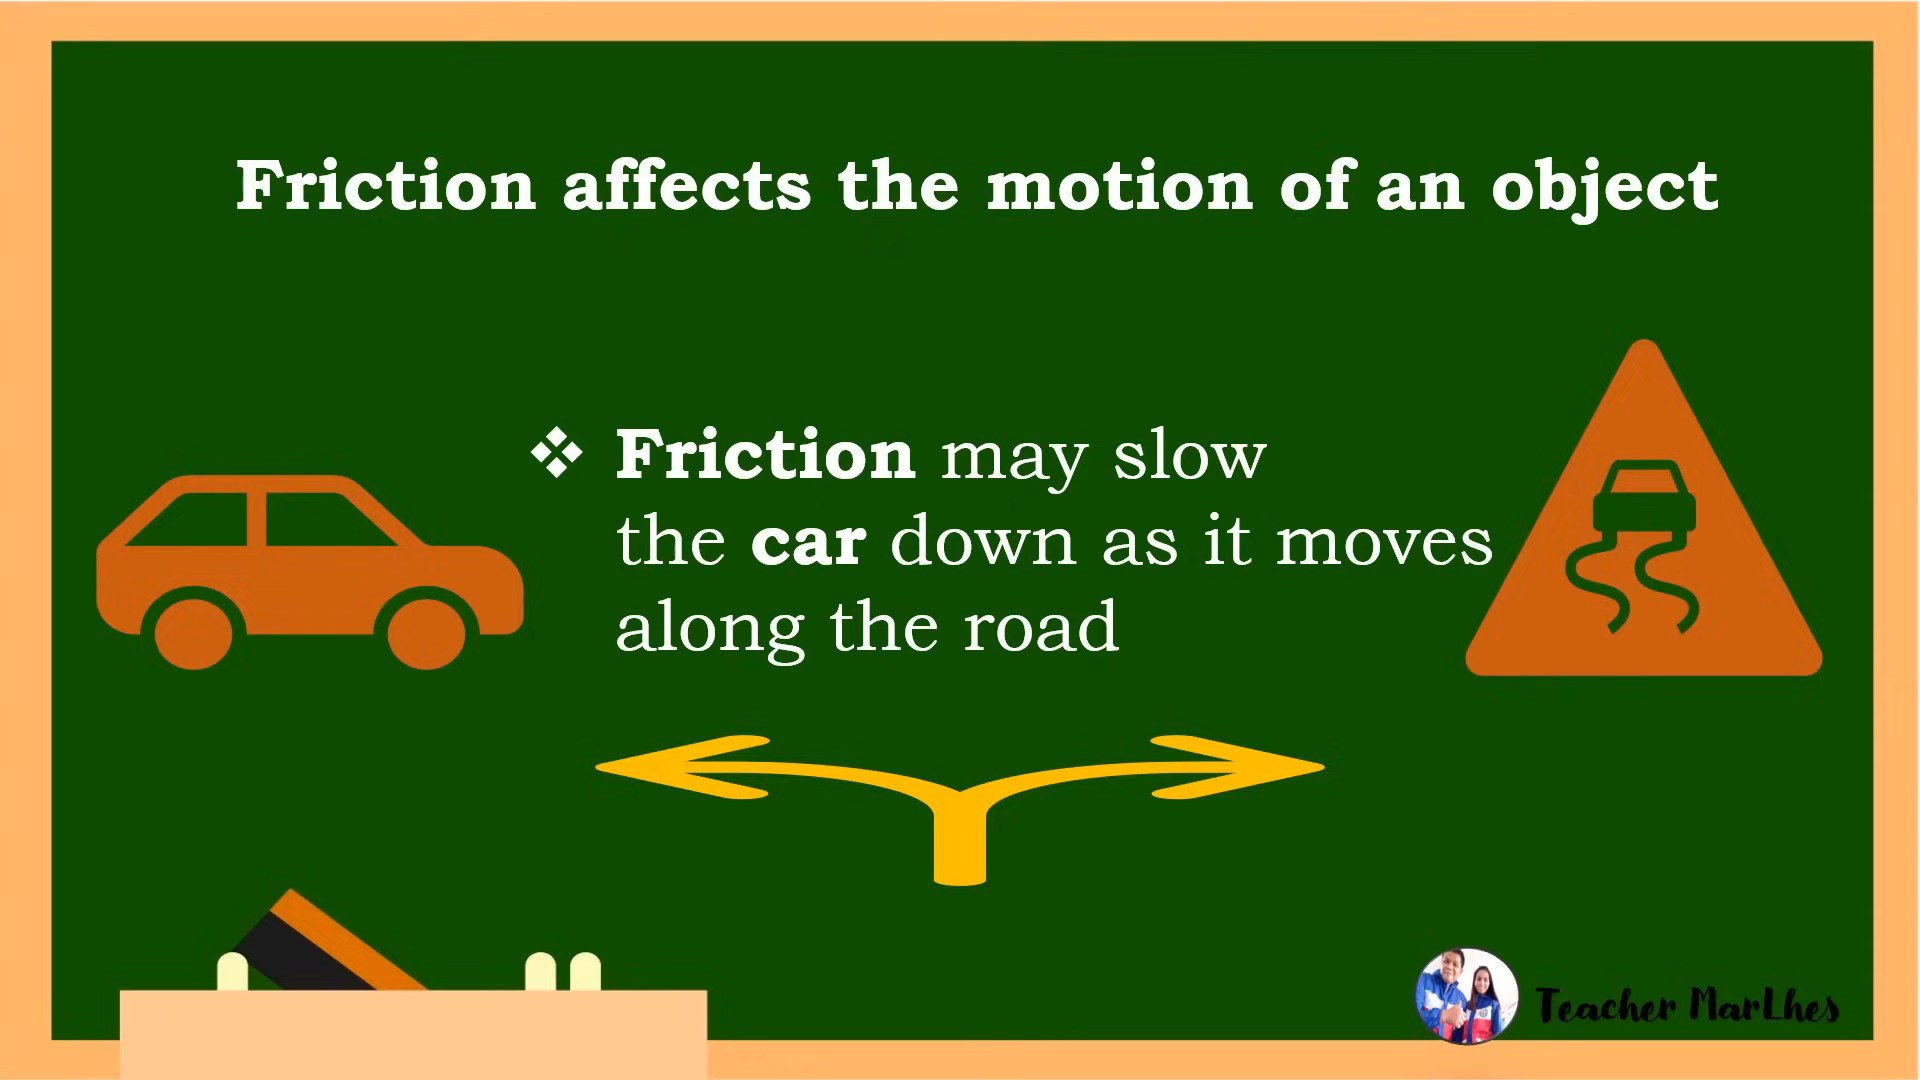 Friction affects the motion of an object
❖ Friction may slow
the car down as it moves
along the road
Teacher MarLhes